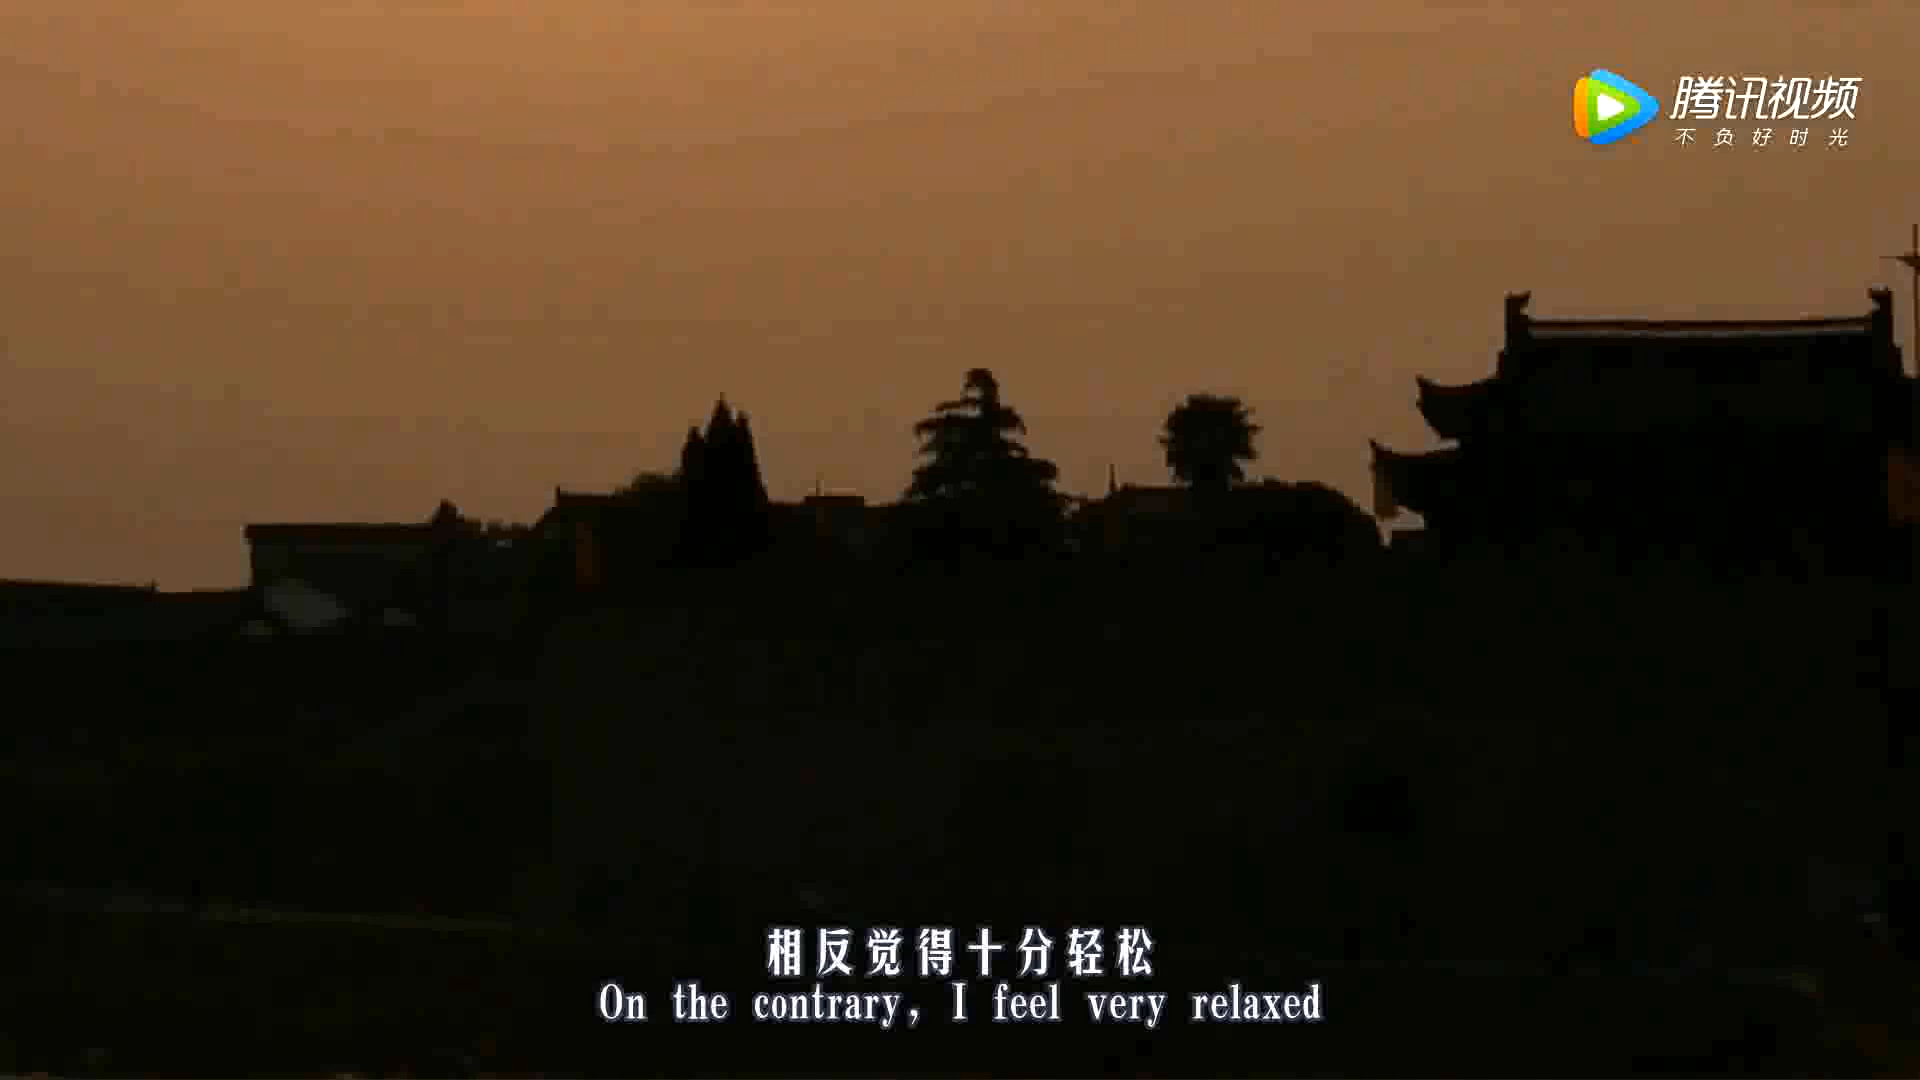 腾讯视频
不负好时光
相反觉得十分轻松
On the contrary, I feel very relaxed